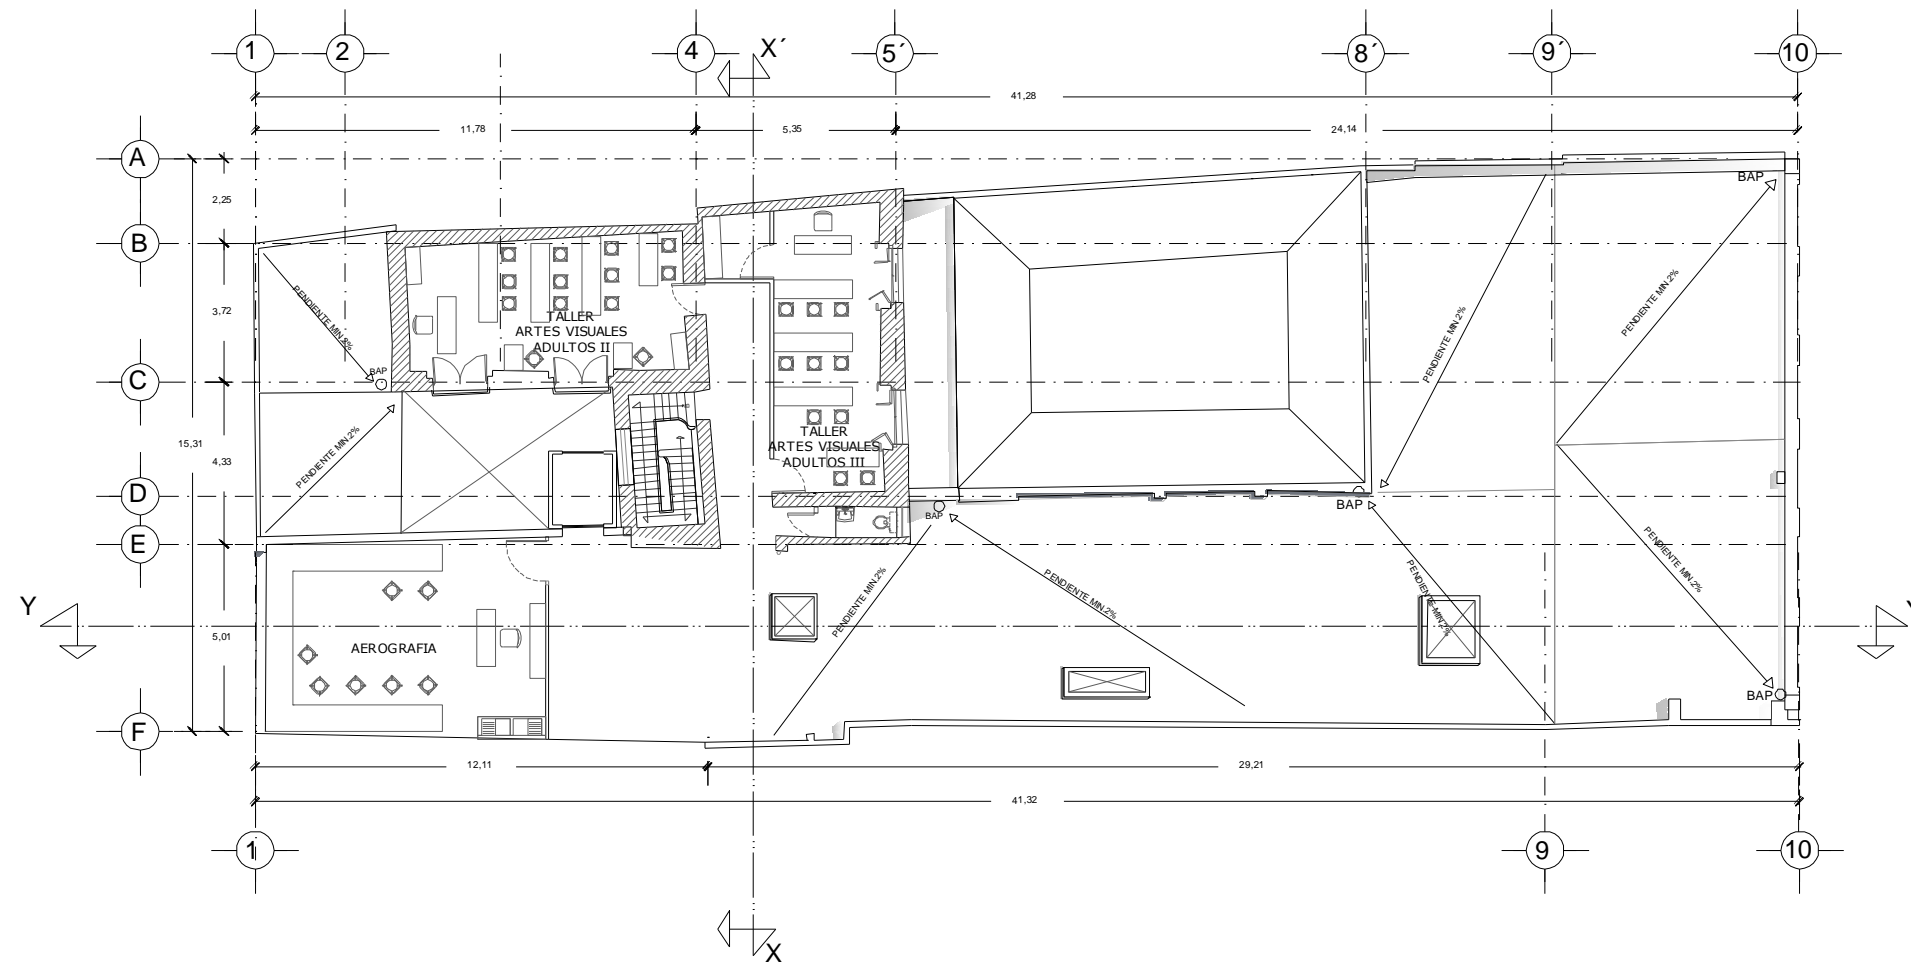 1
2
4
X´
5´
8´
9´
10
41,28
11,78
5,35
24,14
A
2,25
BAP
B
3,72
PENDIENTE MIN.2%
PENDIENTE MIN.2%
PENDIENTE MIN.2%
TALLER
ARTES VISUALES
ADULTOS II
BAP
C
15,31
4,33
PENDIENTE MIN.2%
TALLER
ARTES VISUALES
ADULTOS III
D
BAP
BAP
E
PENDIENTE MIN.2%
PENDIENTE MIN.2%
PENDIENTE MIN.2%
PENDIENTE MIN.2%
Y
5,01
AEROGRAFIA
BAP
F
12,11
29,21
41,32
1
9
10
X